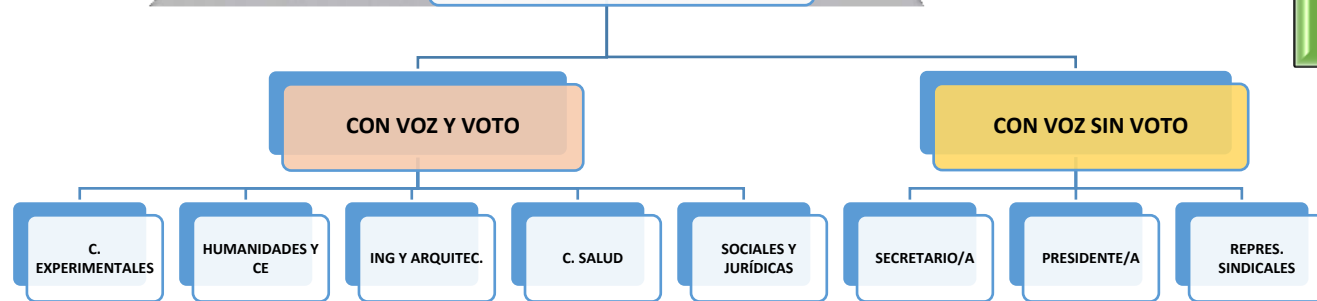 CON VOZ Y VOTO
CON VOZ SIN VOTO
C.
EXPERIMENTALES
HUMANIDADES Y
CE
ING Y ARQUITEC.
C. SALUD
SOCIALES Y
JURÍDICAS
SECRETARIO/A
PRESIDENTE/A
REPRES.
SINDICALES